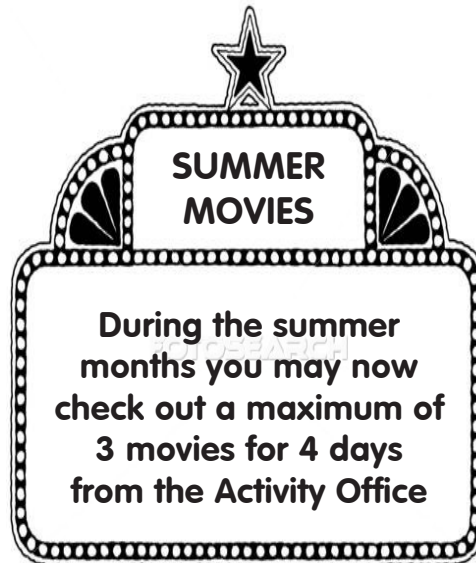 SUMMER
MOVIES
During the summer
FOTOSEARCH
months you may now
check out a maximum of
3 movies for 4 days
from the Activity Office